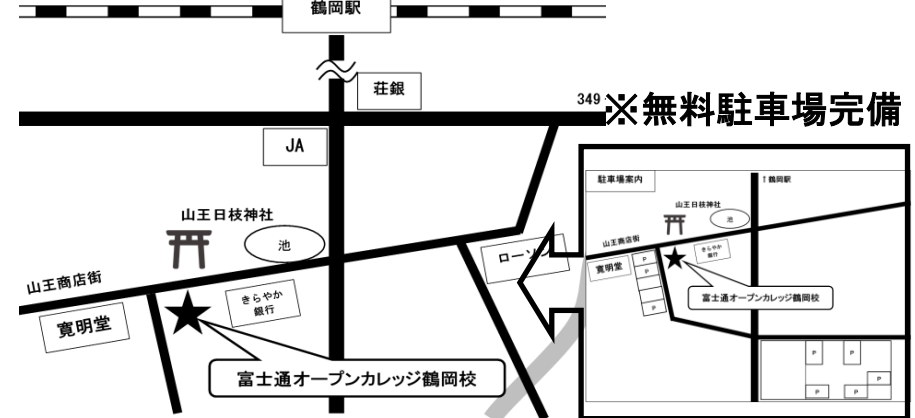 鶴岡駅
荘銀
349
※無料駐車場完備
JA
山王日枝神社
池
ローソン
山王商店街
きらやか
銀行
寛明堂
富士通オープンカレッジ鶴岡校
駐車場案内
↑鶴岡駅
山王日枝神社
池
山王商店街
きらやか
銀行
寛明堂
P
P
P
富士通オープンカレッジ鶴岡校
P
P
P
P
P
P